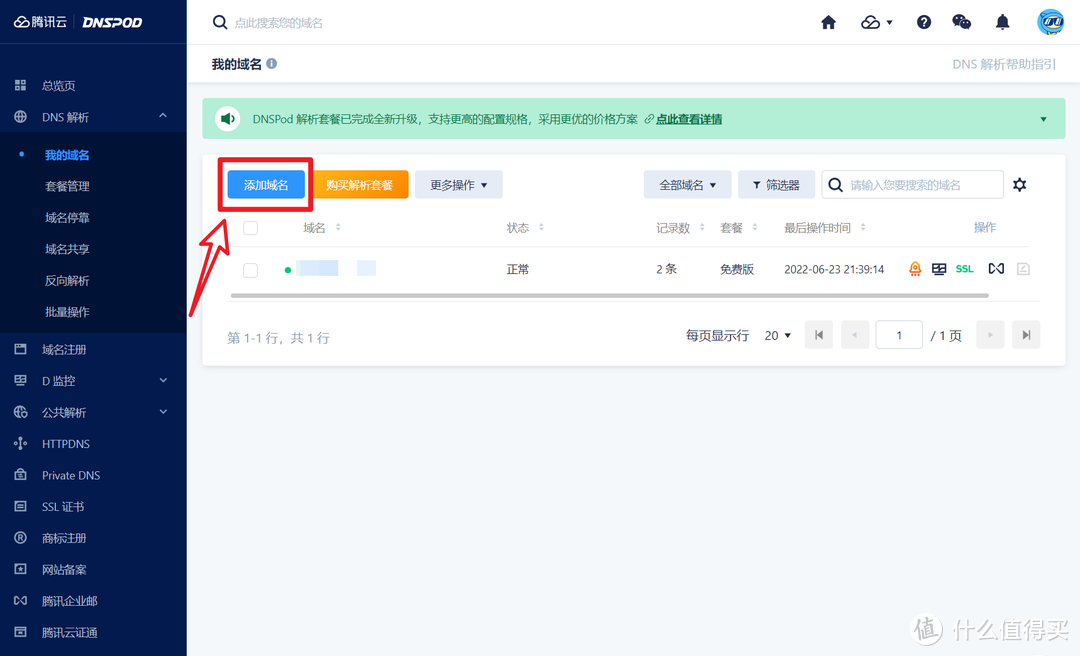 腾讯云 DNSPOD
点此搜索您的域名
我的域名
DNS 解析帮助指引
总览页
DNS 解析
我的域名
套餐管理
域名停靠
域名共享
反向解析
批量操作
域名注册
D 监控
公共解析
HTTPDNS
Private DNS
SSL 证书
商标注册
网站备案
腾讯企业邮
腾讯云证通
DNSPod 解析套餐已完成全新升级，支持更高的配置规格，采用更优的价格方案 点此查看详情
添加域名 购买解析套餐 更多操作 全部域名 筛选器 请输入您要搜索的域名
域名 状态 记录数 套餐 最后操作时间 操作
正常 2 条 免费版 2022-06-23 21:39:14 SSL
第 1-1 行，共 1 行 每页显示行 20 1 / 1 页
值 什么值得买